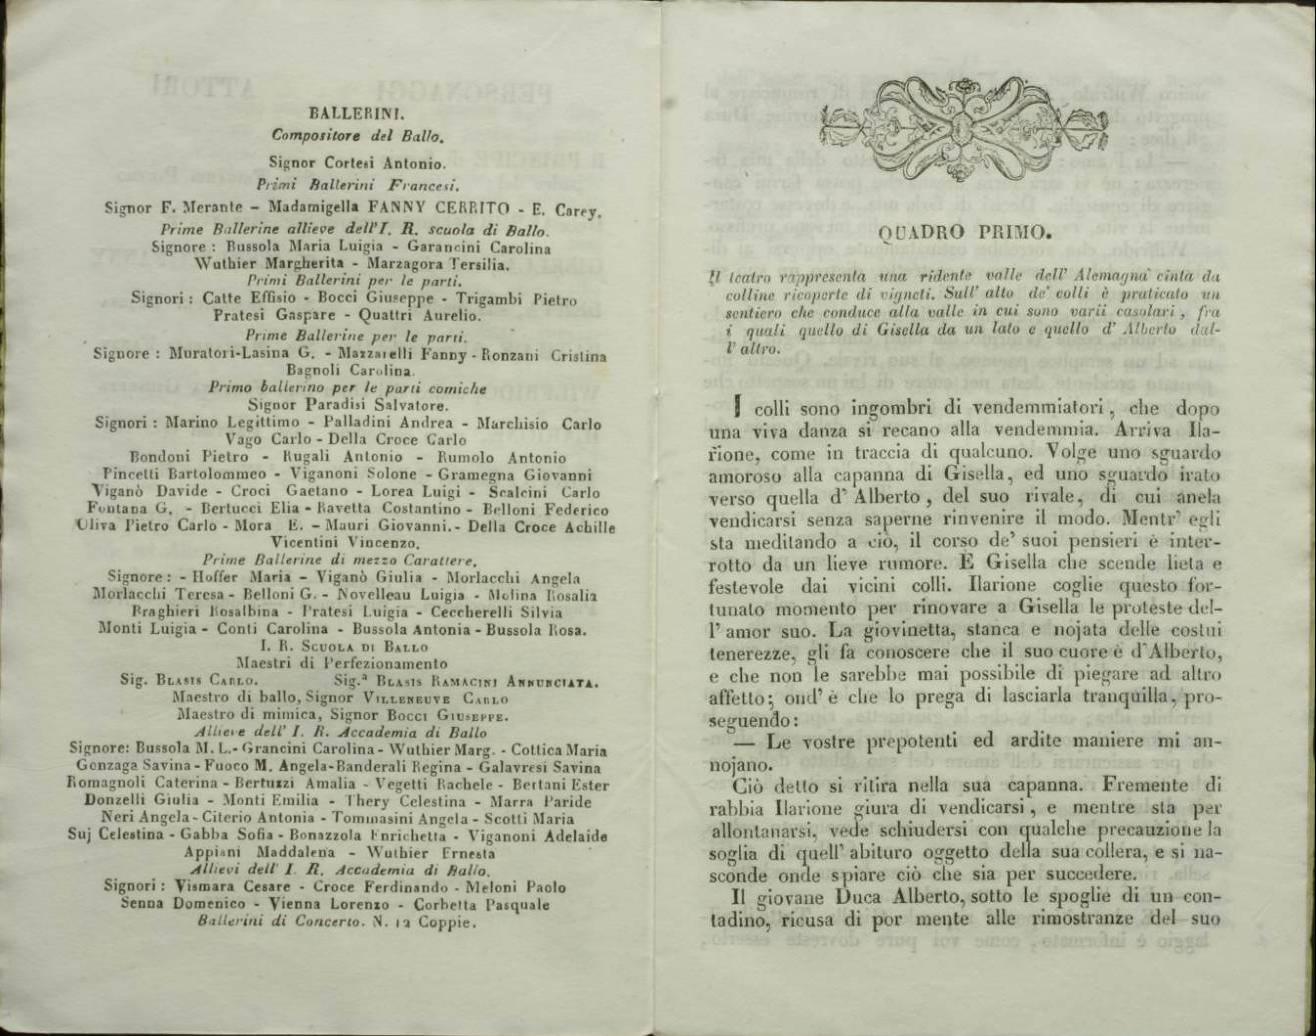 BALLERINI.
Compositore del Ballo.
Signor Cortesi Antonio.
Primi Ballerini Francesi.
Signor F. Merante – Madamigella FANNY CERRITO - E. Carey.
Prime Ballerine allieve dell'I. R. scuola di Ballo.
Signore : Bussola Maria Luigia - Garancini Carolina
Wuthier Margherita - Marzagora Tersilia.
Primi Ballerini per le parti.
Signori : Catte Effisio - Bocci Giuseppe - Trigambi Pietro
Pratesi Gaspare - Quattri Aurelio.
Prime Ballerine per le parti.
Signore : Muratori-Lasina G. - Mazzarelli Fanny - Ronzani Cristina
Bagnoli Carolina.
Primo ballerino per le parti comiche
Signor Paradisi Salvatore.
Signori : Marino Legittimo - Palladini Andrea - Marchisio Carlo
Vago Carlo - Della Croce Carlo
Bondoni Pietro - Rugali Antonio - Rumolo Antonio
Pincetti Bartolommeo - Viganoni Solone - Gramegna Giovanni
Viganò Davide - Croci Gaetano - Lorea Luigi - Scalcini Carlo
Fontana G. - Bertucci Elia - Ravetta Costantino - Belloni Federico
Oliva Pietro Carlo - Mora E. – Mauri Giovanni.- Della Croce Achille
Vicentini Vincenzo.
Prime Ballerine di mezzo Carattere.
Signore : - Hoffer Maria – Viganò Giulia - Morlacchi Angela
Morlacchi Teresa - Belloni G. - Novelleau Luigia - Molina Rosalia
Braghieri Rosalbina - Pratesi Luigia - Ceccherelli Silvia
Monti Luigia - Conti Carolina - Bussola Antonia - Bussola Rosa.
I. R. SCUOLA DI BALLO
Maestri di Perfezionamento
Sig. BLASIS CARLO. Sig.ª BLASIS RAMACINI ANNUNCIATA.
Maestro di ballo, Signor VILLENEUVE CARLO
Maestro di mimica, Signor BOCCI GIUSEPPE.
Allieve dell' I. R. Accademia di Ballo
Signore: Bussola M. L.- Grancini Carolina - Wuthier Marg. - Cottica Maria
Gonzaga Savina - Fuoco M. Angela-Banderali Regina - Galavresi Savina
Romagnoli Caterina - Bertuzzi Amalia - Vegetti Rachele - Bertani Ester
Donzelli Giulia - Monti Emilia - Thery Celestina - Marra Paride
Neri Angela - Citerio Antonia - Tommasini Angela - Scotti Maria
Suj Celestina - Gabba Sofia - Bonazzola Enrichetta - Viganoni Adelaide
Appiani Maddalena – Wuthier Ernesta
Allievi dell' I. R. Accademia di Ballo.
Signori : Vismara Cesare - Croce Ferdinando - Meloni Paolo
Senna Domenico - Vienna Lorenzo - Corbetta Pasquale
Ballerini di Concerto. N. 12 Coppie.
QUADRO PRIMO.
Il teatro rappresenta una ridente valle dell' Alemagna cinta da
colline ricoperte di vigneti. Sull' alto de' colli è praticato un
sentiero che conduce alla valle in cui sono varii casolari , fra
i quali quello di Gisella da un lato e quello d' Alberto dal-
l' altro.
I colli sono ingombri di vendemmiatori , che dopo
una viva danza si recano alla vendemmia. Arriva Ila-
rione, come in traccia di qualcuno. Volge uno sguardo
amoroso alla capanna di Gisella, ed uno sguardo irato
verso quella d' Alberto , del suo rivale, di cui anela
vendicarsi senza saperne rinvenire il modo. Mentr' egli
sta meditando a ciò, il corso de' suoi pensieri è inter-
rotto da un lieve rumore. È Gisella che scende lieta e
festevole dai vicini colli. Ilarione coglie questo for-
tunato momento per rinovare a Gisella le proteste del-
l' amor suo. La giovinetta, stanca e nojata delle costui
tenerezze, gli fa conoscere che il suo cuore è d'Alberto,
e che non le sarebbe mai possibile di piegare ad altro
affetto; ond' è che lo prega di lasciarla tranquilla, pro-
seguendo :
— Le vostre prepotenti ed ardite maniere mi an-
nojano.
Ciò detto si ritira nella sua capanna. Fremente di
rabbia Ilarione giura di vendicarsi , e mentre sta per
allontanarsi, vede schiudersi con qualche precauzione la
soglia di quell' abituro oggetto della sua collera, e si na-
sconde onde spiare ciò che sia per succedere.
Il giovane Duca Alberto, sotto le spoglie di un con-
tadino, ricusa di por mente alle rimostranze del suo